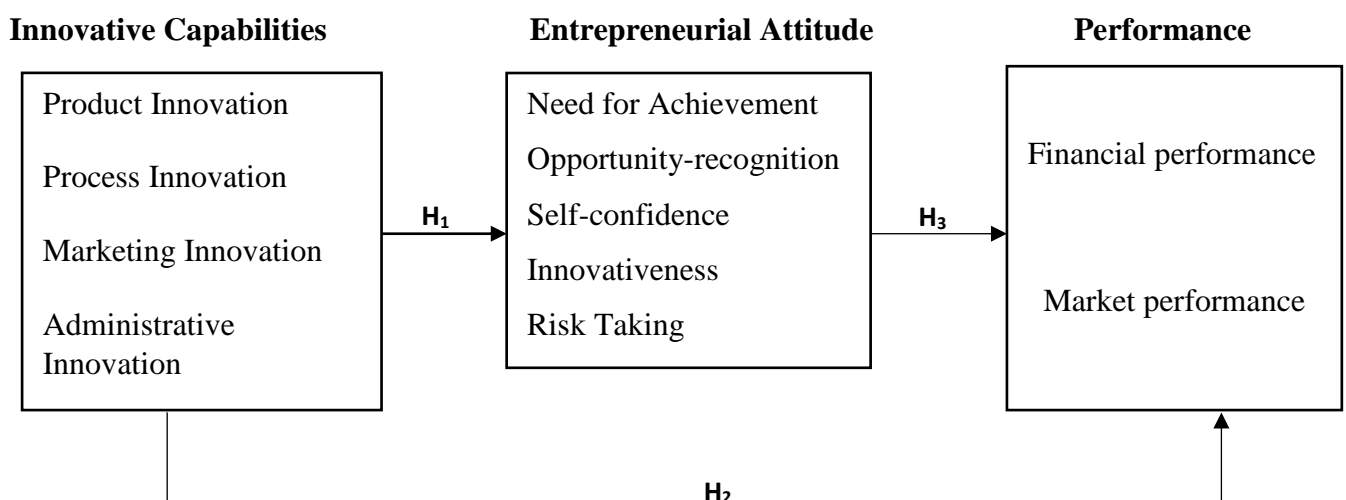 Innovative Capabilities
Entrepreneurial Attitude
Performance
Product Innovation
Process Innovation
Marketing Innovation
Administrative
Innovation
H₁
Need for Achievement
Opportunity-recognition
Self-confidence
Innovativeness
Risk Taking
H₃
Financial performance
Market performance
H₂